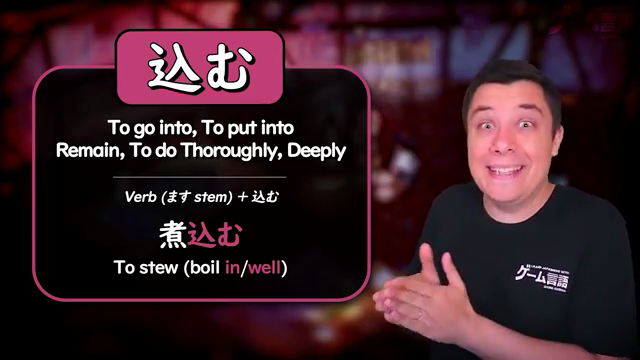 込む
To go into, To put into
Remain, To do Thoroughly, Deeply
Verb (ます stem) + 込む
煮込む
To stew (boil in/well)
ゲーム言語